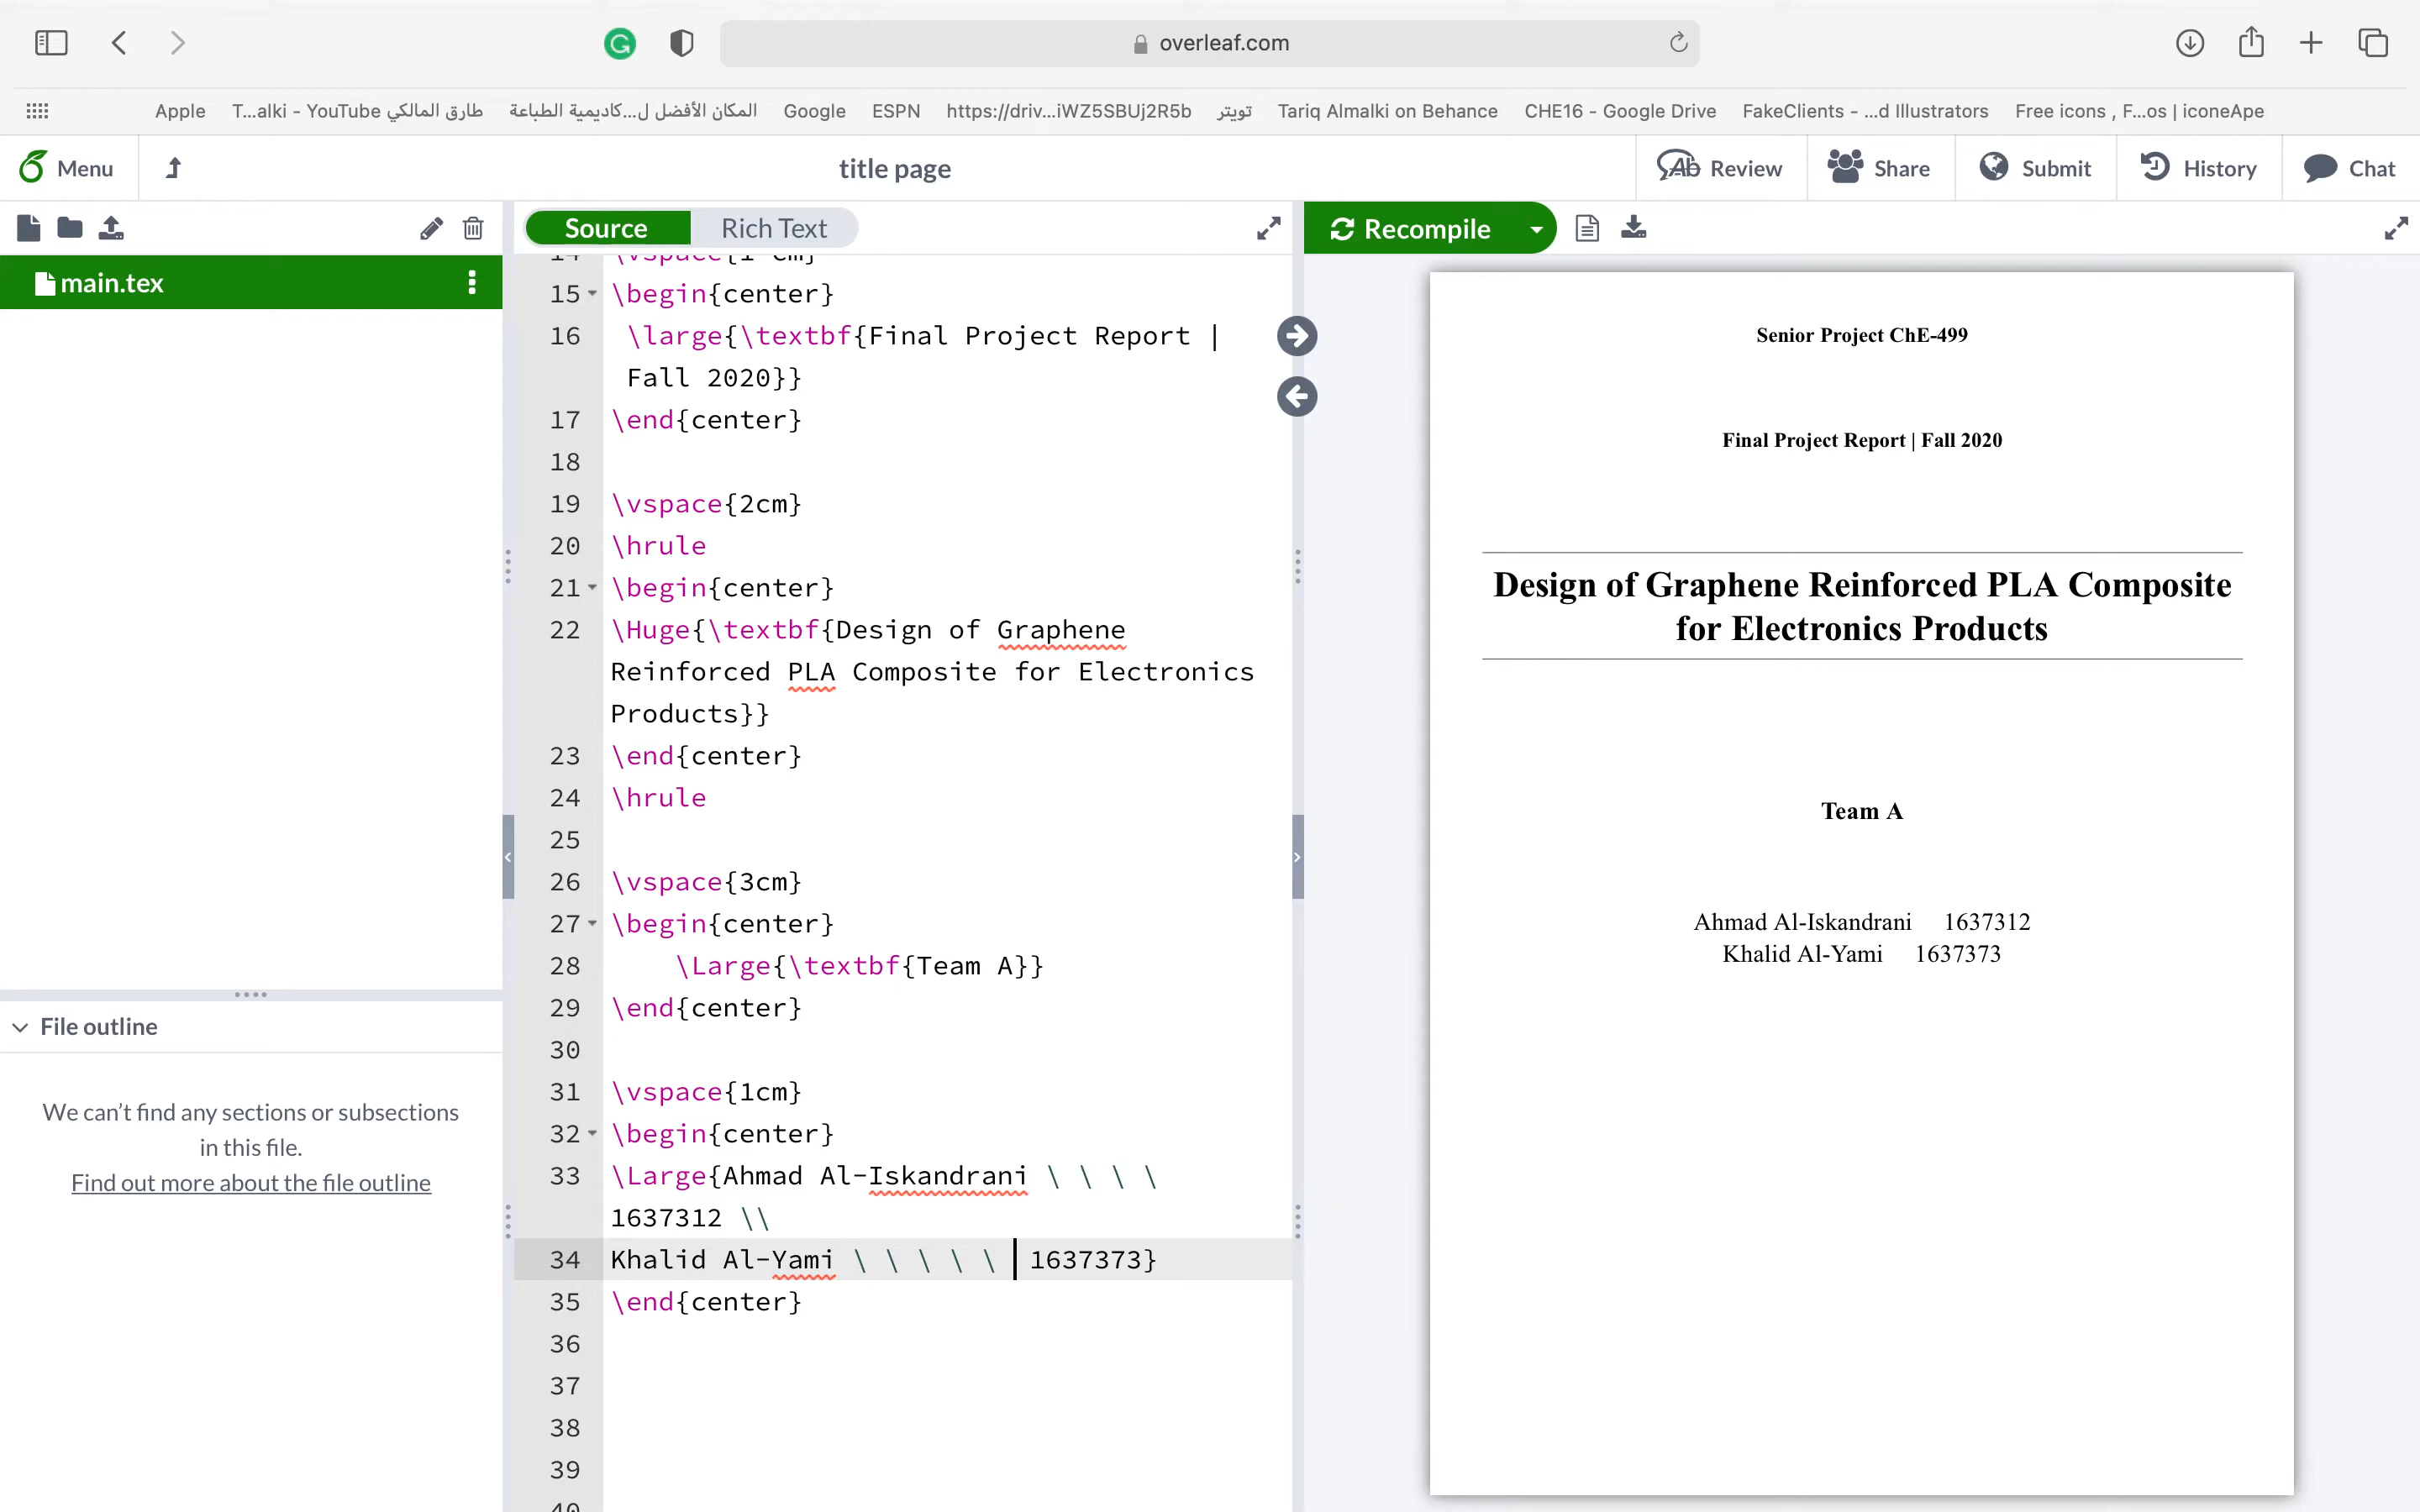 overleaf.com
Apple
T...alki - YouTube طارق المالكي
المكان الأفضل ل...كاديمية الطباعة
Google
ESPN
https://driv...iWZ5SBUj2R5b
تويتر
Tariq Almalki on Behance
CHE16 - Google Drive
FakeClients - ...d Illustrators
Free icons , F...os | iconeApe
Menu
title page
Review
Share
Submit
History
Chat
Source
Rich Text
Recompile
main.tex
File outline
We can't find any sections or subsections
in this file.
Find out more about the file outline
14 \vspace{1 cm}
15 \begin{center}
16 \large{\textbf{Final Project Report |
Fall 2020}}
17 \end{center}
18
19 \vspace{2cm}
20 \hrule
21 \begin{center}
22 \Huge{\textbf{Design of Graphene
Reinforced PLA Composite for Electronics
Products}}
23 \end{center}
24 \hrule
25
26 \vspace{3cm}
27 \begin{center}
28 \Large{\textbf{Team A}}
29 \end{center}
30
31 \vspace{1cm}
32 \begin{center}
33 \Large{Ahmad Al-Iskandrani \ \ \ \
1637312 \\
34 Khalid Al-Yami \ \ \ \ \ 1637373}
35 \end{center}
36
37
38
39
40
Senior Project ChE-499
Final Project Report | Fall 2020
Design of Graphene Reinforced PLA Composite
for Electronics Products
Team A
Ahmad Al-Iskandrani 1637312
Khalid Al-Yami 1637373